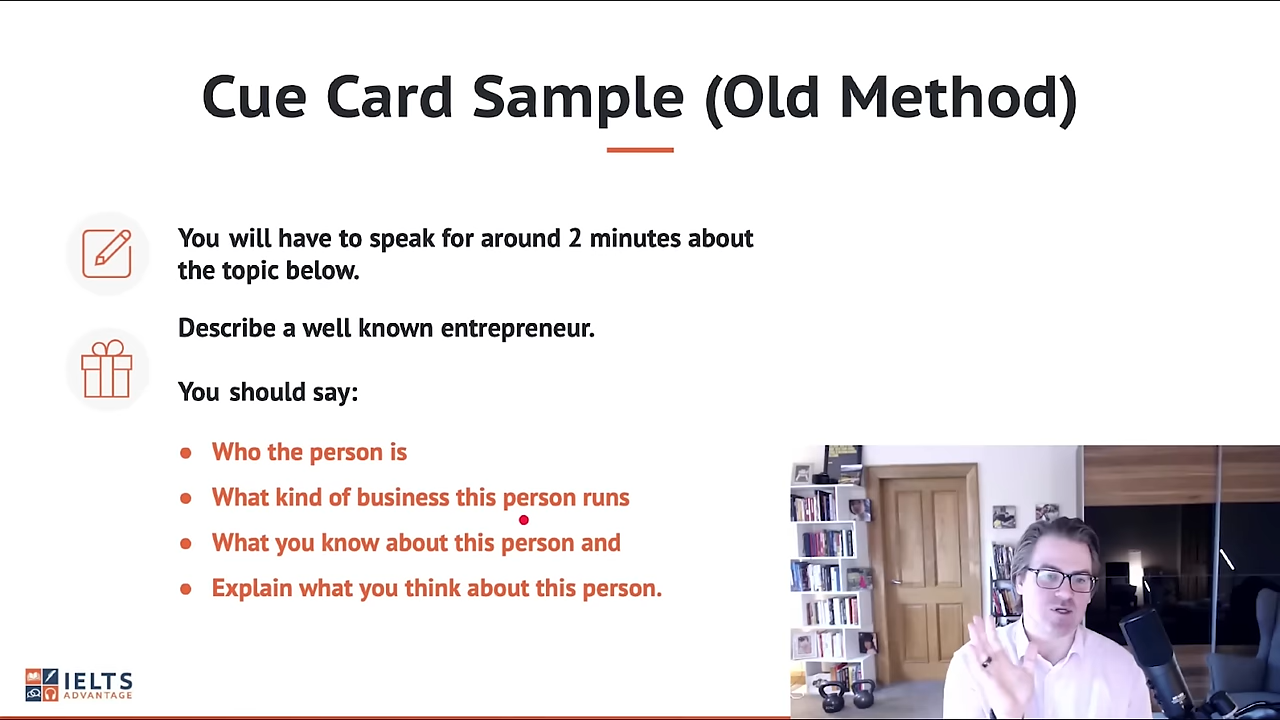 Cue Card Sample (Old Method)
You will have to speak for around 2 minutes about
the topic below.
Describe a well known entrepreneur.
You should say:
● Who the person is
● What kind of business this person runs
● What you know about this person and
● Explain what you think about this person.
IELTS
ADVANTAGE